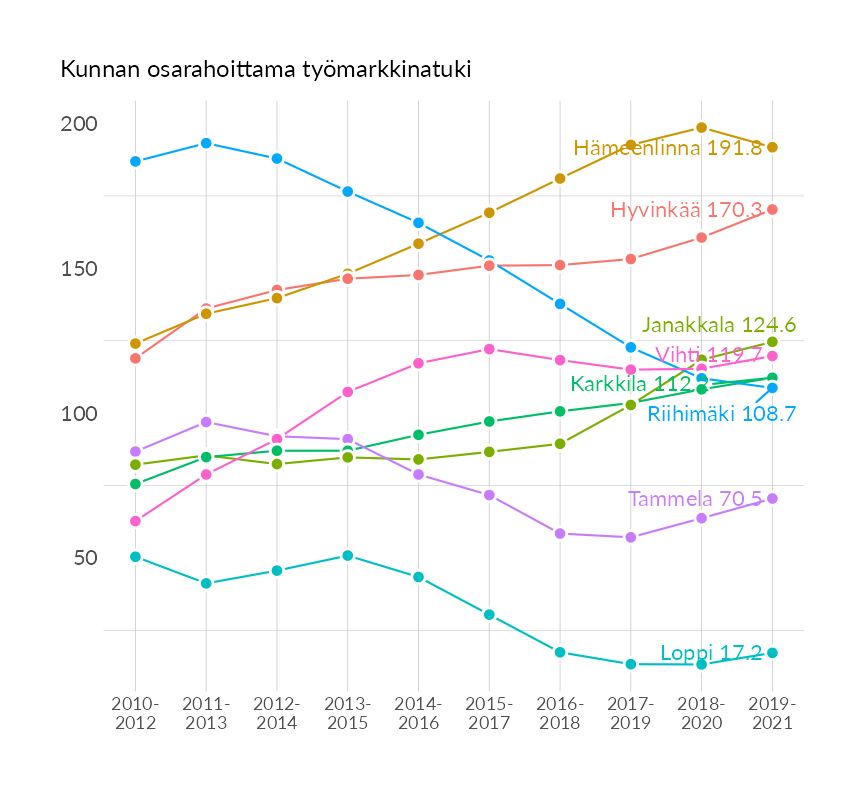 Kunnan osarahoittama työmarkkinatuki
200
150
100
50
Hämeenlinna 191.8
Hyvinkää 170.3
Janakkala 124.6
Vihti 119.7
Karkkila 112
Riihimäki 108.7
Tammela 70.5
Loppi 17.2
2010-
2012
2011-
2013
2012-
2014
2013-
2015
2014-
2016
2015-
2017
2016-
2018
2017-
2019
2018-
2020
2019-
2021